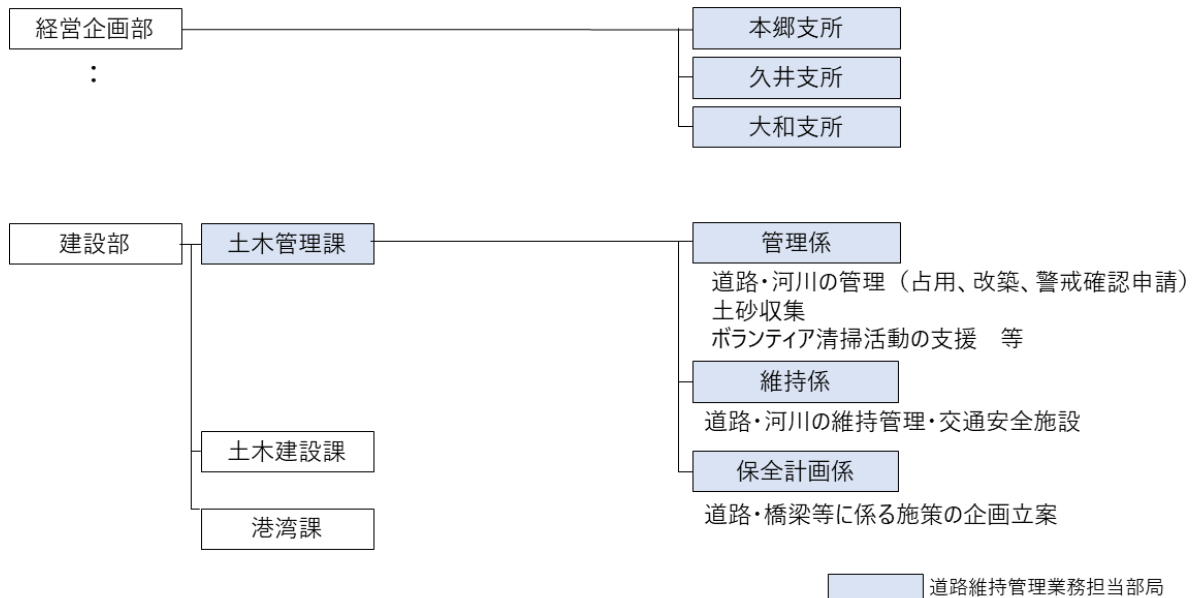 経営企画部
：
本郷支所
久井支所
大和支所
建設部
土木管理課
管理係
道路・河川の管理（占用、改築、警戒確認申請）
土砂収集
ボランティア清掃活動の支援　等
維持係
道路・河川の維持管理・交通安全施設
保全計画係
道路・橋梁等に係る施策の企画立案
土木建設課
港湾課
道路維持管理業務担当部局